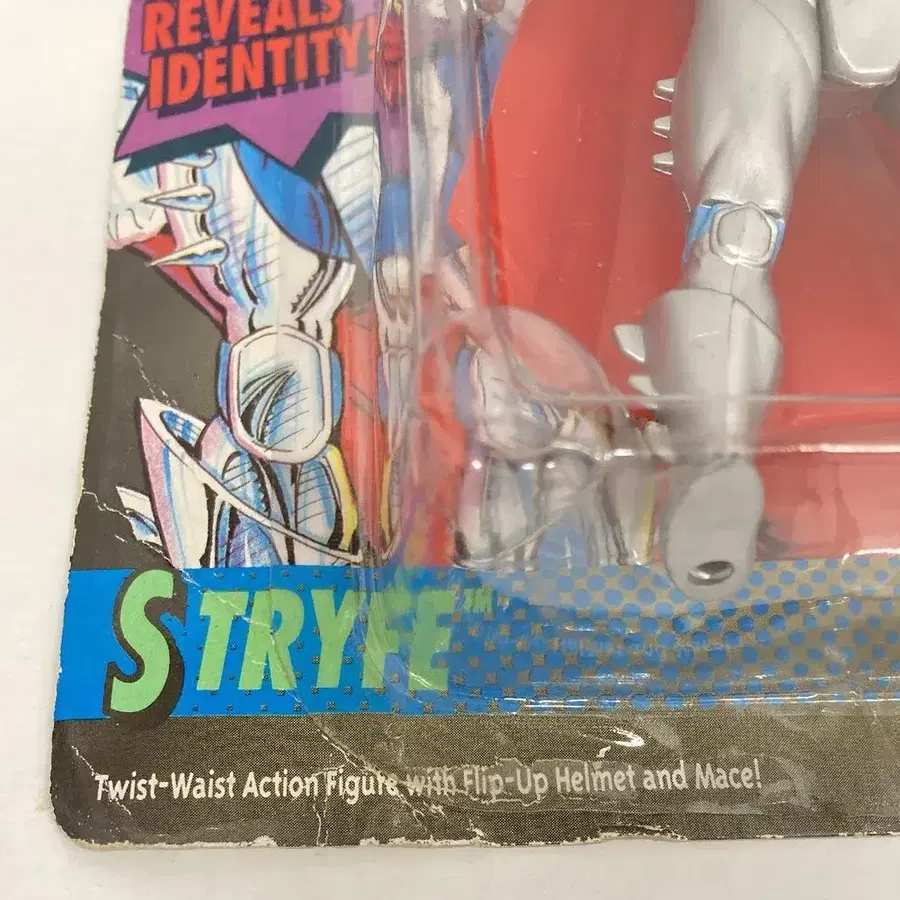 REVEALS
IDENTITY!
STRYFE™
Twist-Waist Action Figure with Flip-Up Helmet and Mace!